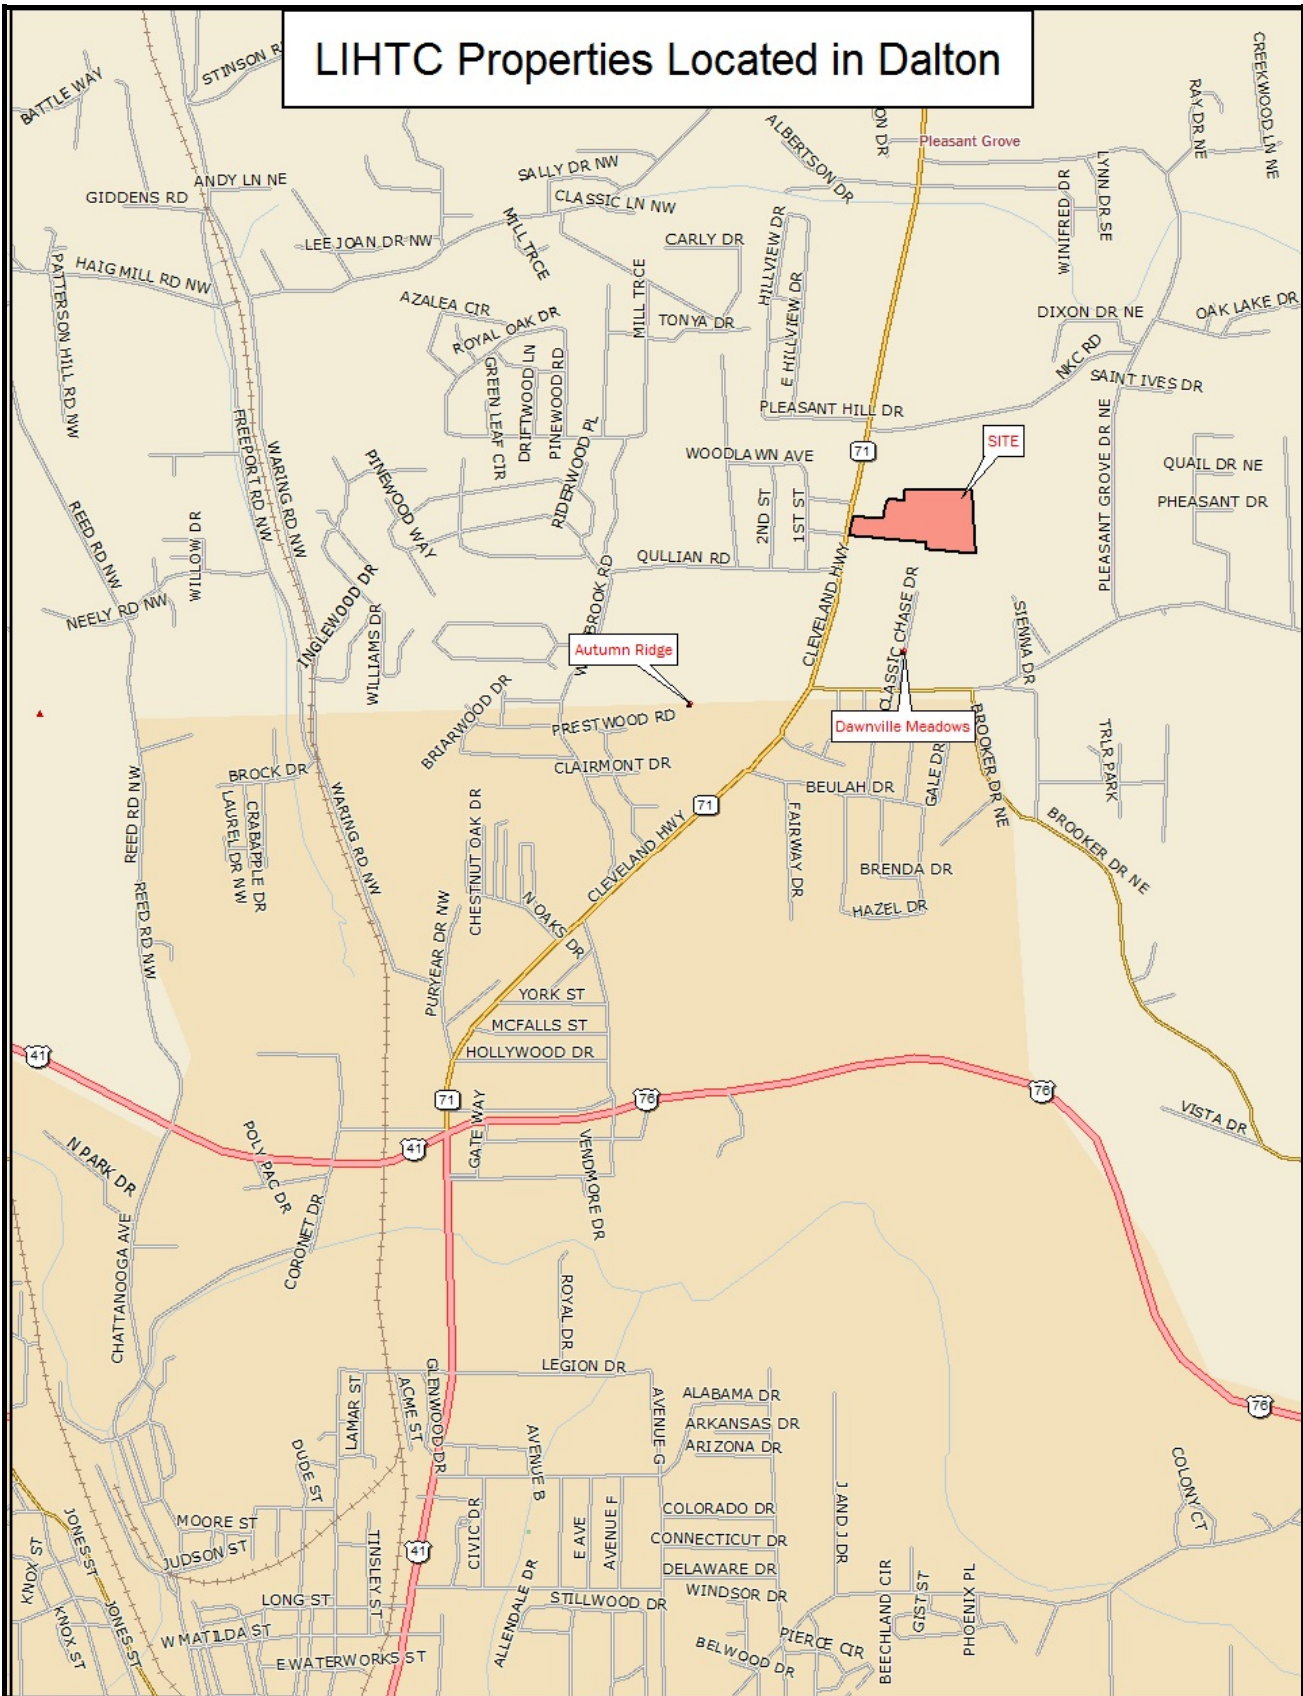 LIHTC Properties Located in Dalton
STINSON R
BATTLE WAY
ALBERTSON DR
ON DR
Pleasant Grove
RAY DR NE
CREEKWOOD LN NE
SALLY DR NW
ANDY LN NE
GIDDENS RD
CLASSIC LN NW
LYNN DR SE
WINIFRED DR
MILL TRCE
LEE JOAN DR NW
CARLY DR
HILLVIEW DR
PATTERSON HILL RD NW
HAIG MILL RD NW
AZALEA CIR
ROYAL OAK DR
MILL TRCE
TONYA DR
E HILLVIEW DR
DIXON DR NE
OAK LAKE DR
NKC RD
SAINT IVES DR
GREEN LEAF CIR
DRIFTWOOD LN
PINEWOOD RD
PLEASANT HILL DR
FREEPORT RD NW
WARING RD NW
RIDERWOOD PL
71
SITE
WOODLAWN AVE
PLEASANT GROVE DR NE
QUAIL DR NE
PINEWOOD WAY
2ND ST
1ST ST
PHEASANT DR
REED RD NW
WILLOW DR
QULLIAN RD
CLEVELAND HWY
NEELY RD NW
INGLEWOOD DR
WILLIAMS DR
W
BROOK RD
CLASSIC CHASE DR
SIENNA DR
Autumn Ridge
BRIARWOOD DR
PRESTWOOD RD
Dawnville Meadows
CLAIRMONT DR
BROCK DR
REED RD NW
LAUREL DR NW
CRABAPPLE DR
WARING RD NW
CHESTNUT OAK DR
71
CLEVELAND HWY
BEULAH DR
GALE DR
BROOKER DR NE
TRLR PARK
FAIRWAY DR
BROOKER DR NE
BRENDA DR
HAZEL DR
REED RD NW
N OAKS DR
PURYEAR DR NW
YORK ST
MCFALLS ST
HOLLYWOOD DR
41
71
76
76
GATE WAY
VISTA DR
41
N PARK DR
POLY PAC DR
VENDMORE DR
CORONET DR
CHATTANOOGA AVE
ROYAL DR
LEGION DR
GLENWOOD DR
LAMAR ST
ACME ST
AVENUE G
ALABAMA DR
ARKANSAS DR
ARIZONA DR
76
DUDE ST
AVENUE B
COLONY CT
J AND J DR
MOORE ST
JUDSON ST
JONES ST
TINSLEY ST
CIVIC DR
E AVE
AVENUE F
COLORADO DR
CONNECTICUT DR
DELAWARE DR
WINDSOR DR
41
KNOX ST
KNOX ST
JONES ST
LONG ST
ALLENDALE DR
STILLWOOD DR
BEECHLAND CIR
GIST ST
PHOENIX PL
W MATILDA ST
E WATERWORKS ST
BELWOOD DR
PIERCE CIR